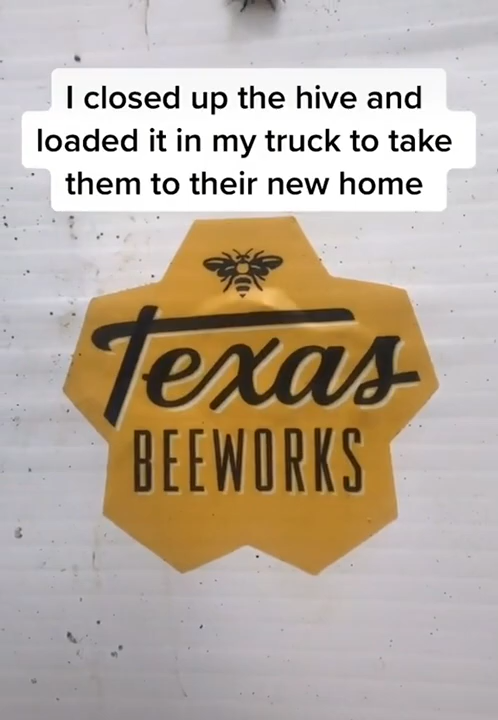 I closed up the hive and
loaded it in my truck to take
them to their new home
Texas
BEEWORKS